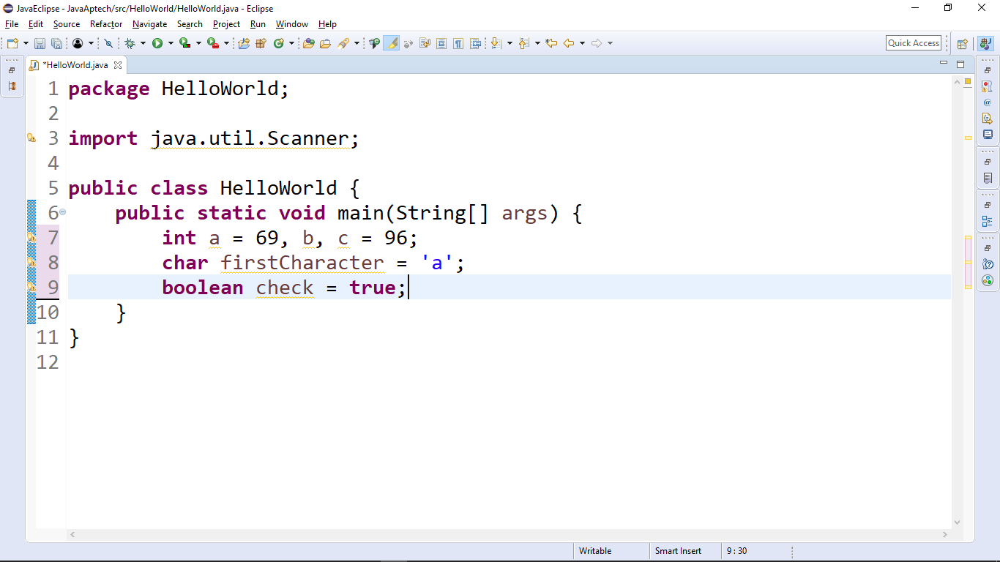 JavaEclipse - JavaAptech/src/HelloWorld/HelloWorld.java - Eclipse
File Edit Source Refactor Navigate Search Project Run Window Help
Quick Access
*HelloWorld.java
1 package HelloWorld;
2
3 import java.util.Scanner;
4
5 public class HelloWorld {
6 public static void main(String[] args) {
7 int a = 69, b, c = 96;
8 char firstCharacter = 'a';
9 boolean check = true;
10 }
11 }
12
Writable Smart Insert 9 : 30